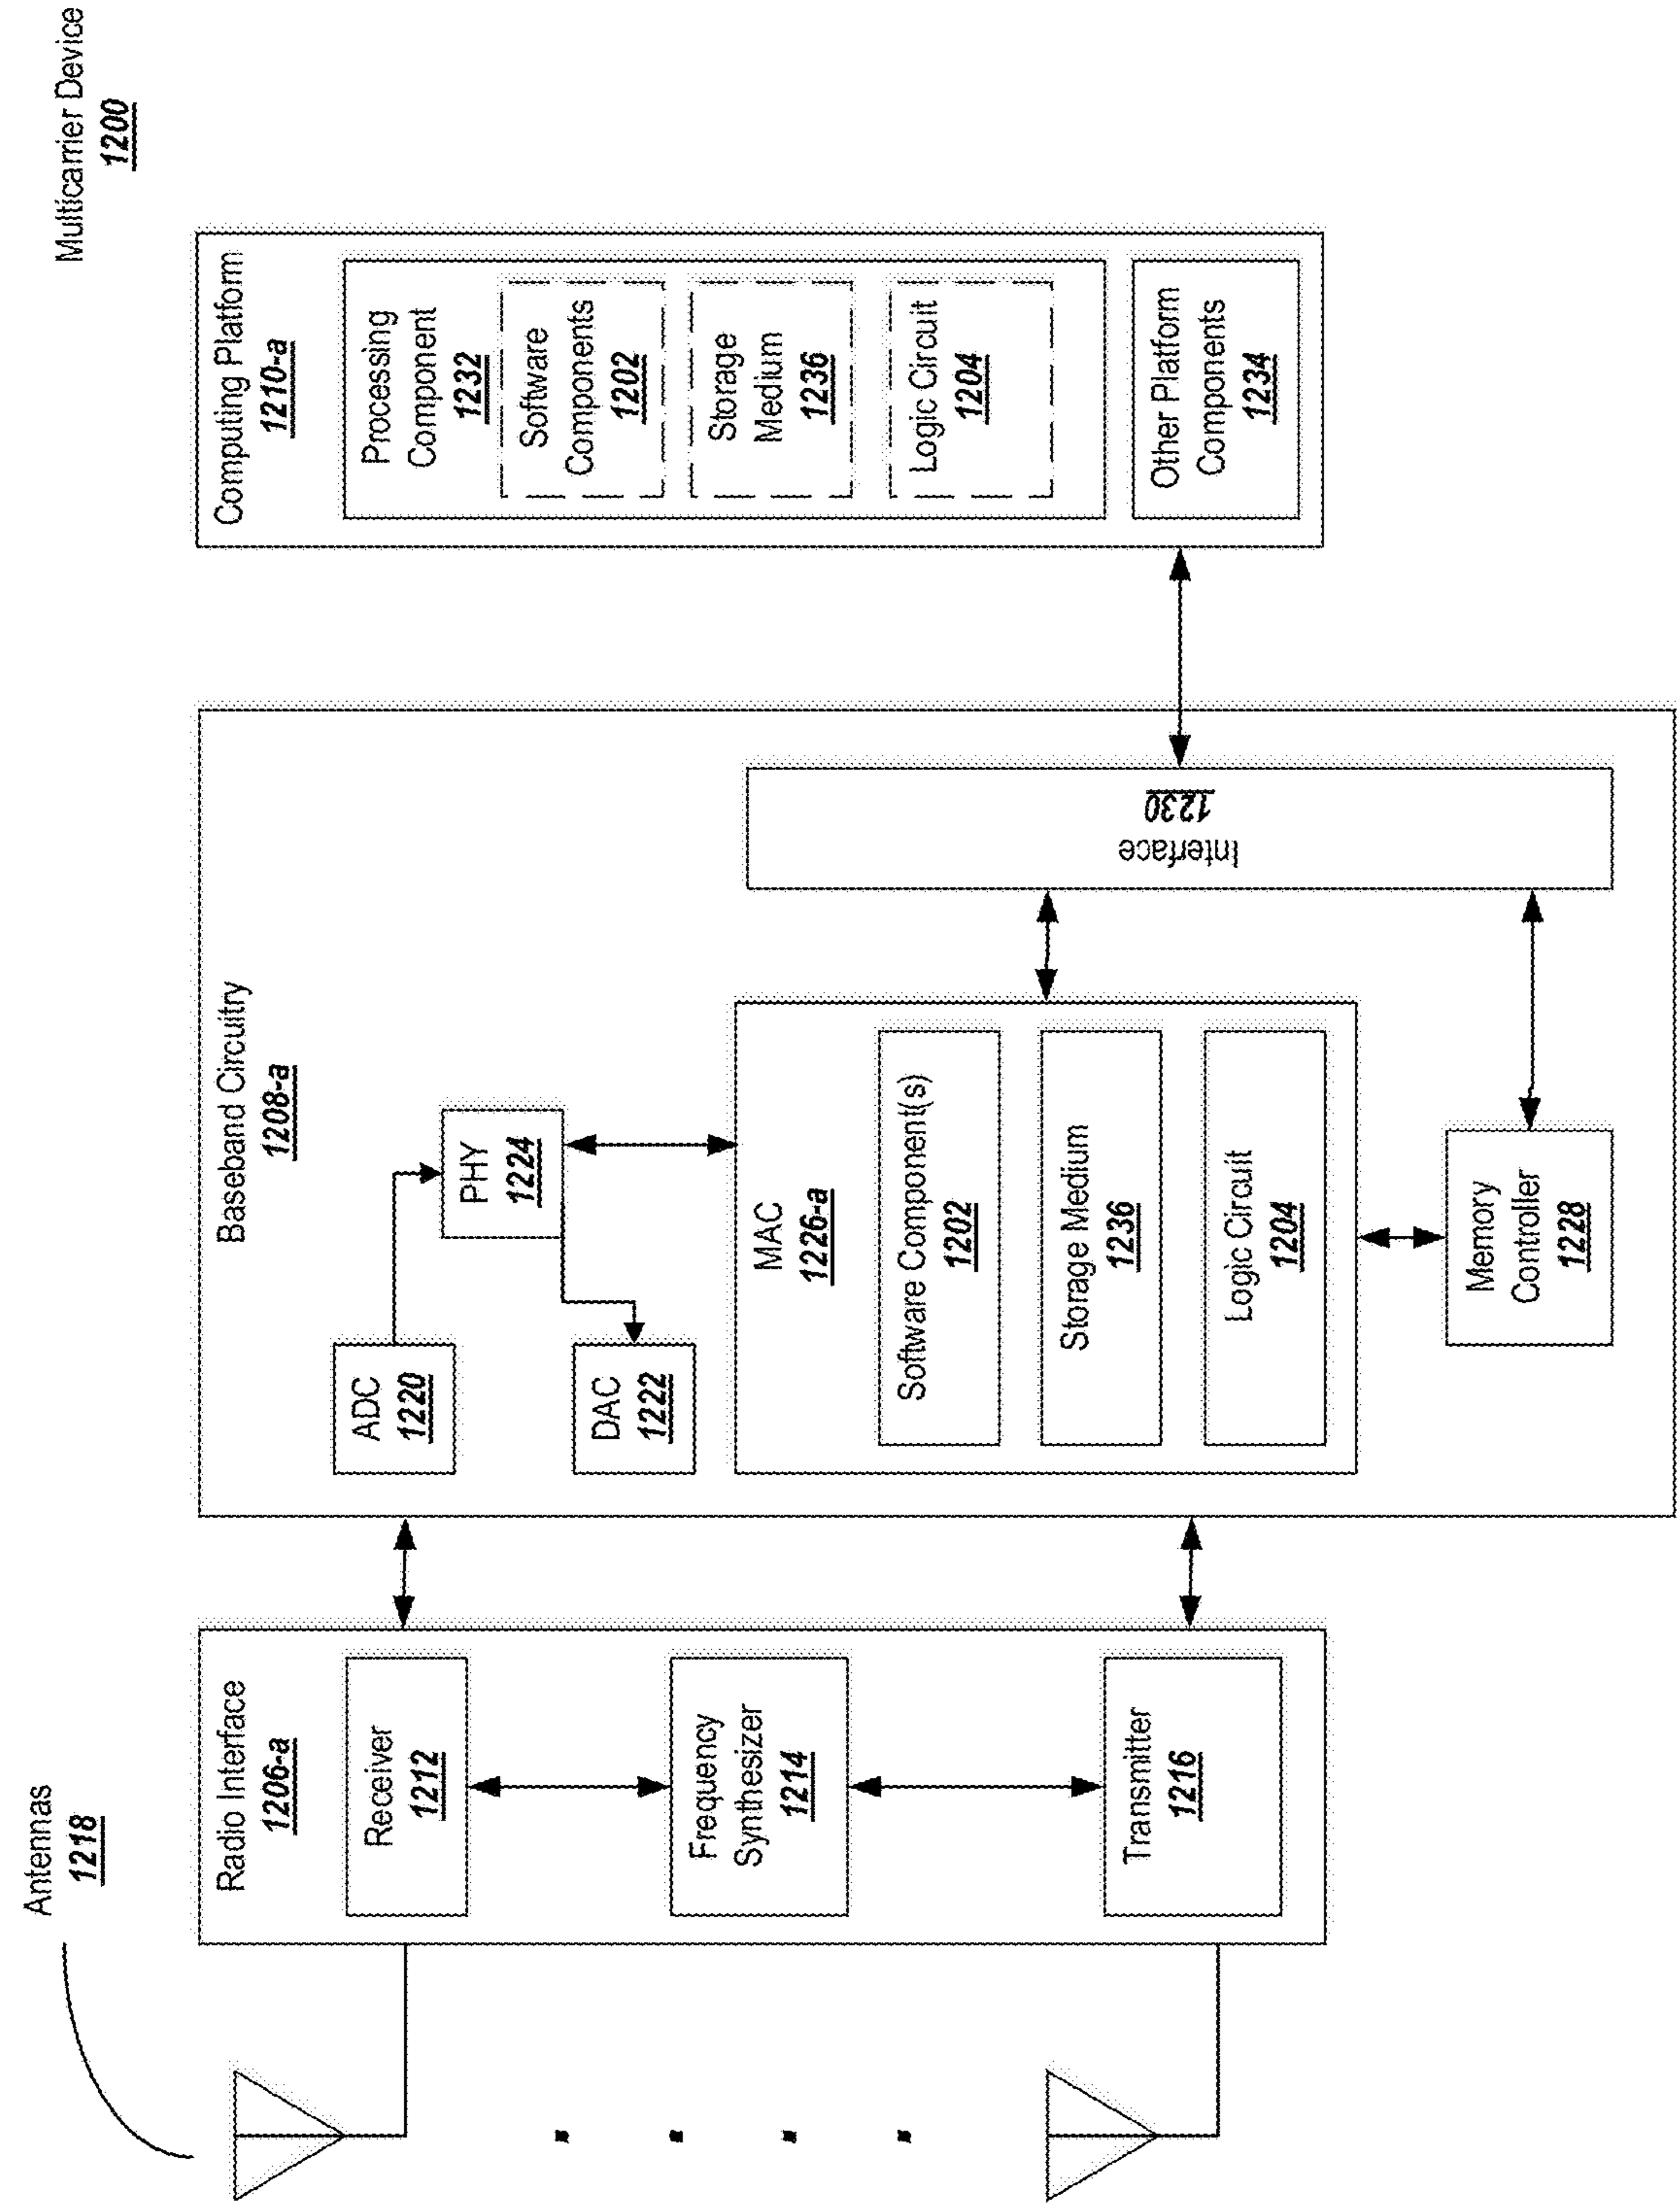 Multicarrier Device
1200
Antennas
1218
Radio Interface
1206-a
Receiver
1212
Frequency
Synthesizer
1214
Transmitter
1216
Baseband Circuitry
1208-a
ADC
1220
PHY
1224
DAC
1222
MAC
1226-a
Software Component(s)
1202
Storage Medium
1236
Logic Circuit
1204
Memory
Controller
1228
Interface
1230
Computing Platform
1210-a
Processing
Component
1232
Software
Components
1202
Storage
Medium
1236
Logic Circuit
1204
Other Platform
Components
1234